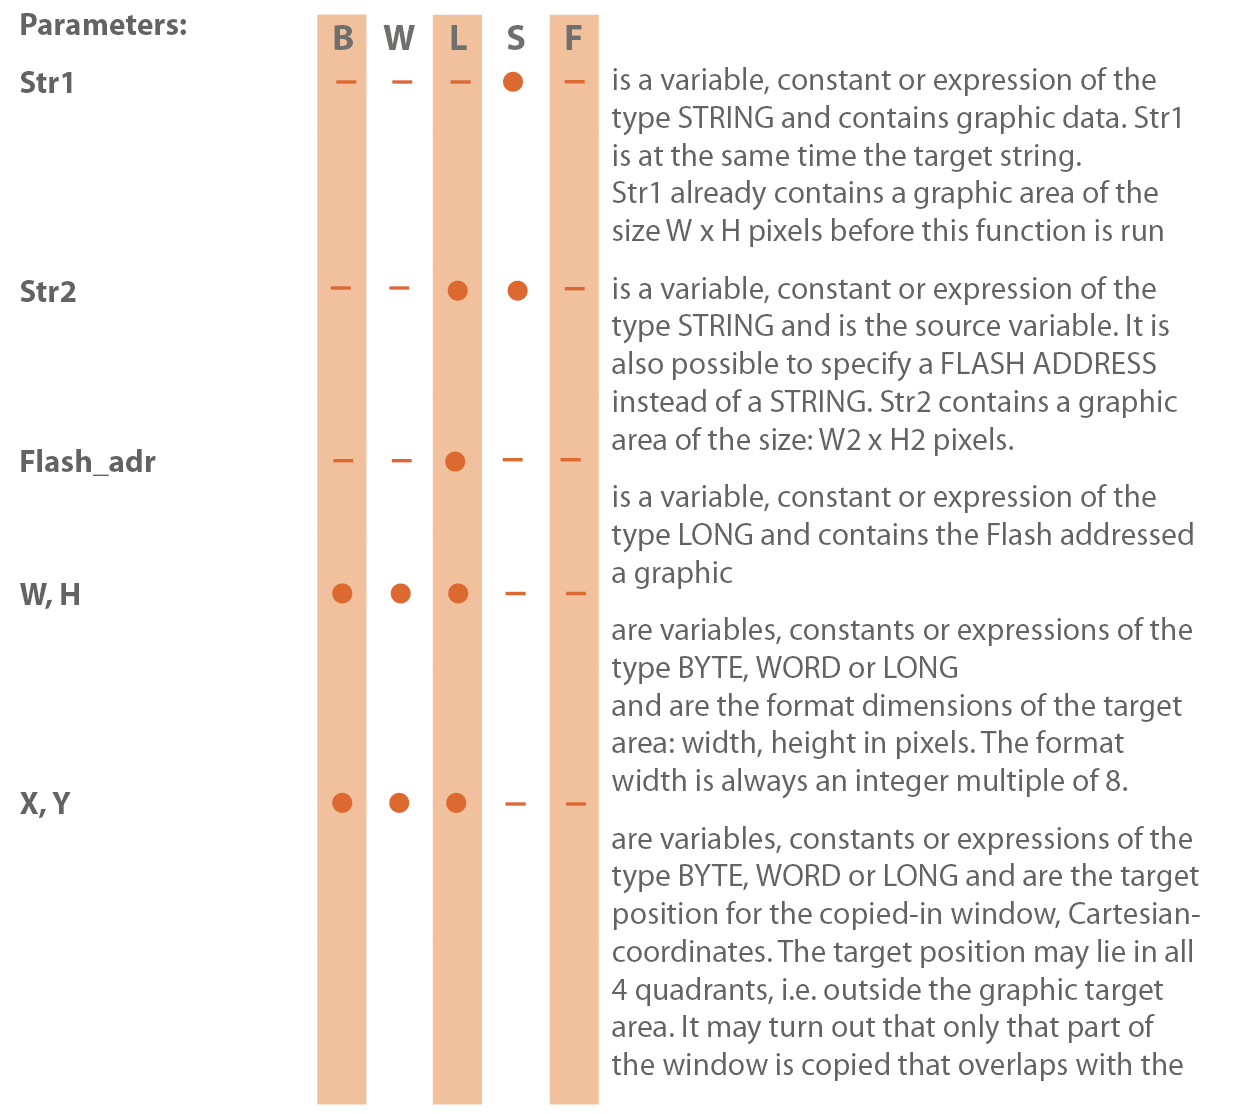 Parameters: B W L S F
Str1 – – – ● – is a variable, constant or expression of the
type STRING and contains graphic data. Str1
is at the same time the target string.
Str1 already contains a graphic area of the
size W x H pixels before this function is run
Str2 – – ● ● – is a variable, constant or expression of the
type STRING and is the source variable. It is
also possible to specify a FLASH ADDRESS
instead of a STRING. Str2 contains a graphic
area of the size: W2 x H2 pixels.
Flash_adr – – ● – –
is a variable, constant or expression of the
type LONG and contains the Flash addressed
a graphic
W, H ● ● ● – –
are variables, constants or expressions of the
type BYTE, WORD or LONG
and are the format dimensions of the target
area: width, height in pixels. The format
width is always an integer multiple of 8.
X, Y ● ● ● – –
are variables, constants or expressions of the
type BYTE, WORD or LONG and are the target
position for the copied-in window, Cartesian-
coordinates. The target position may lie in all
4 quadrants, i.e. outside the graphic target
area. It may turn out that only that part of
the window is copied that overlaps with the